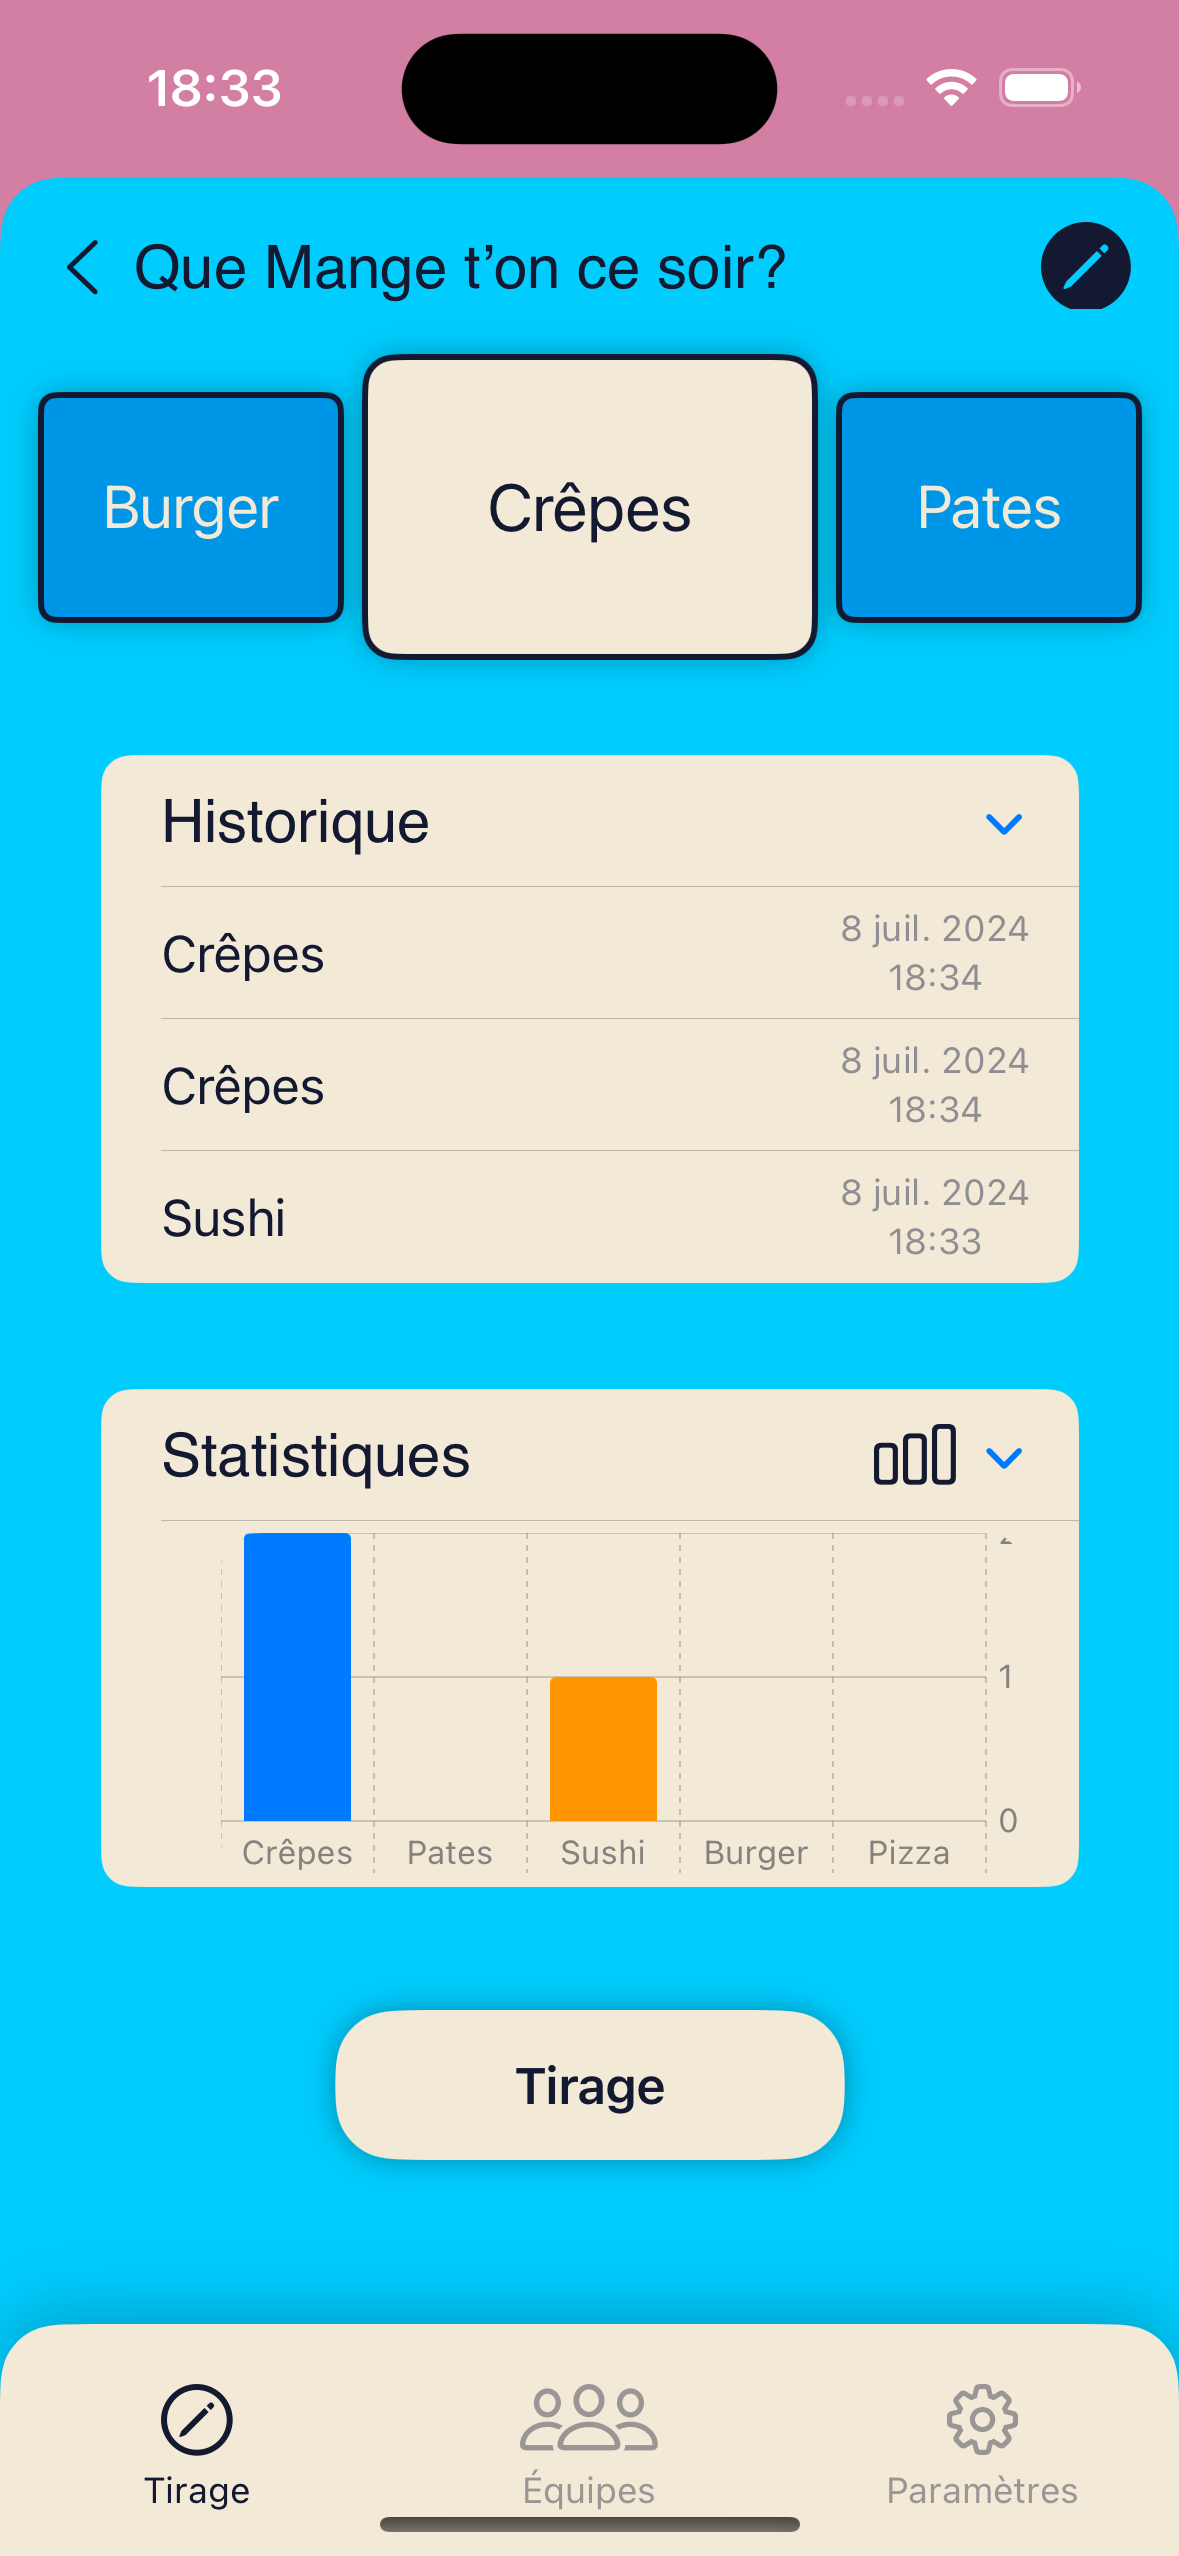 18:33
Que Mange t’on ce soir?
Burger
Crêpes
Pates
Historique
Crêpes
8 juil. 2024
18:34
Crêpes
8 juil. 2024
18:34
Sushi
8 juil. 2024
18:33
Statistiques
1
0
Crêpes
Pates
Sushi
Burger
Pizza
Tirage
Tirage
Équipes
Paramètres